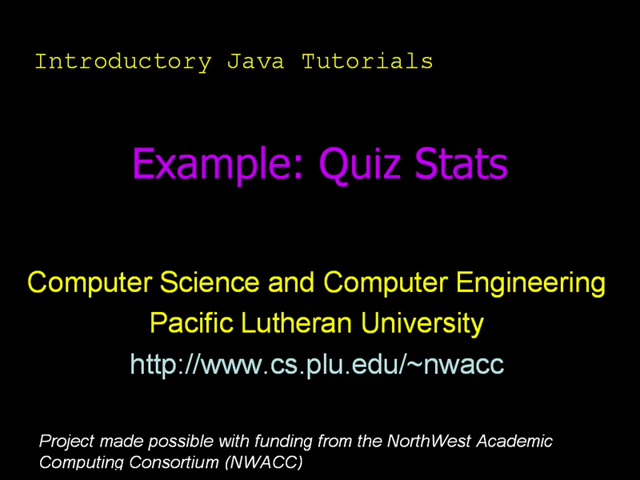 Introductory Java Tutorials
Example: Quiz Stats
Computer Science and Computer Engineering
Pacific Lutheran University
http://www.cs.plu.edu/~nwacc
Project made possible with funding from the NorthWest Academic
Computing Consortium (NWACC)